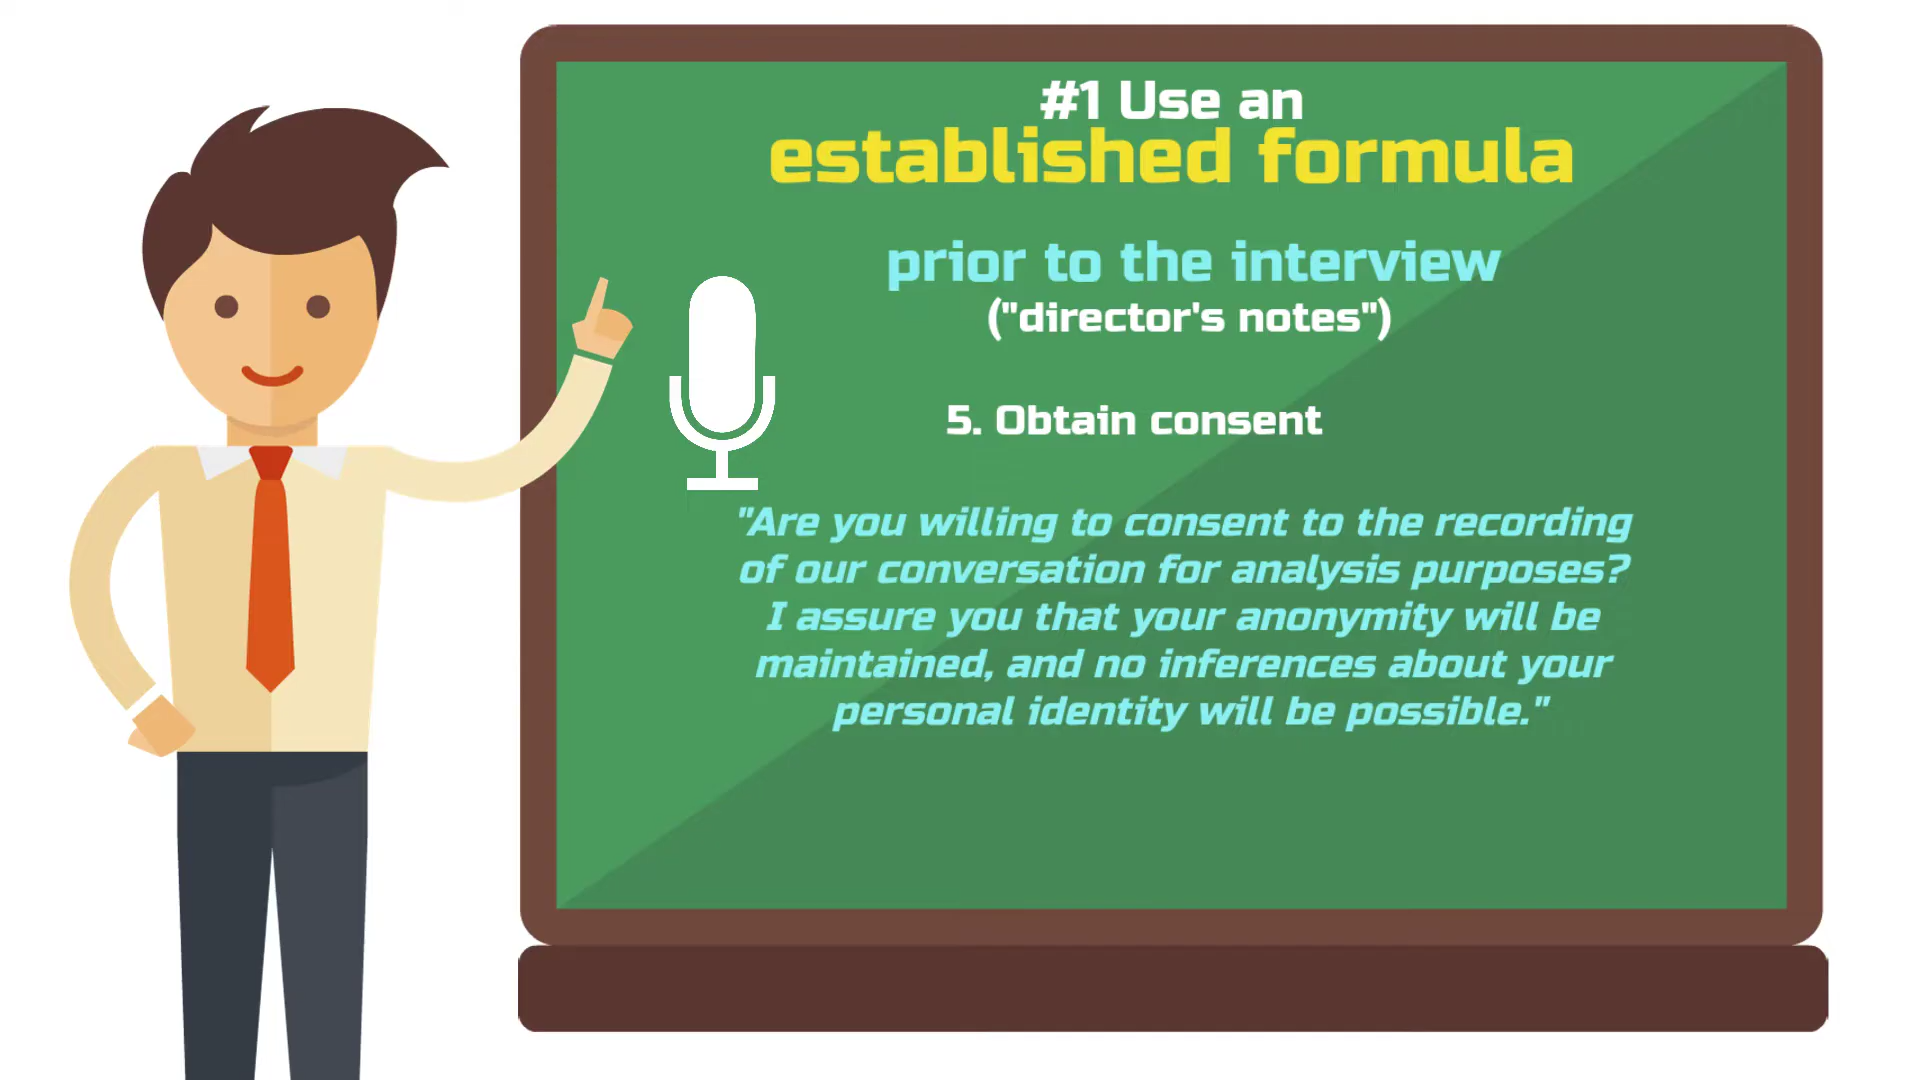 #1 Use an
established formula
prior to the interview
("director's notes")
5. Obtain consent
"Are you willing to consent to the recording
of our conversation for analysis purposes?
I assure you that your anonymity will be
maintained, and no inferences about your
personal identity will be possible."